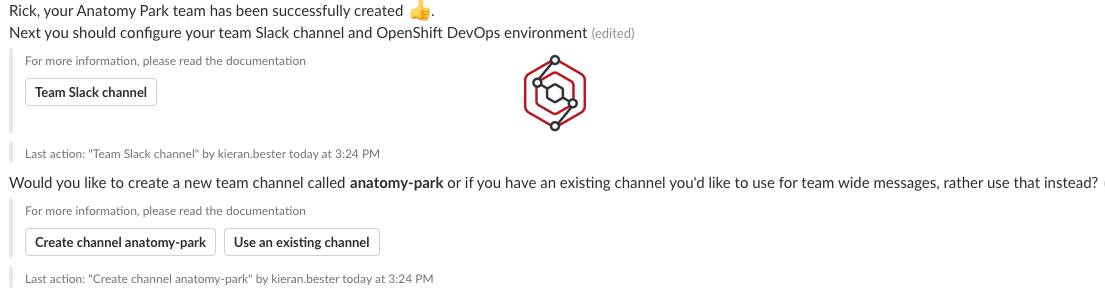 Rick, your Anatomy Park team has been successfully created 👍.
Next you should configure your team Slack channel and OpenShift DevOps environment (edited)
For more information, please read the documentation
Team Slack channel
Last action: "Team Slack channel" by kieran.bester today at 3:24 PM
Would you like to create a new team channel called anatomy-park or if you have an existing channel you'd like to use for team wide messages, rather use that instead?
For more information, please read the documentation
Create channel anatomy-park Use an existing channel
Last action: "Create channel anatomy-park" by kieran.bester today at 3:24 PM